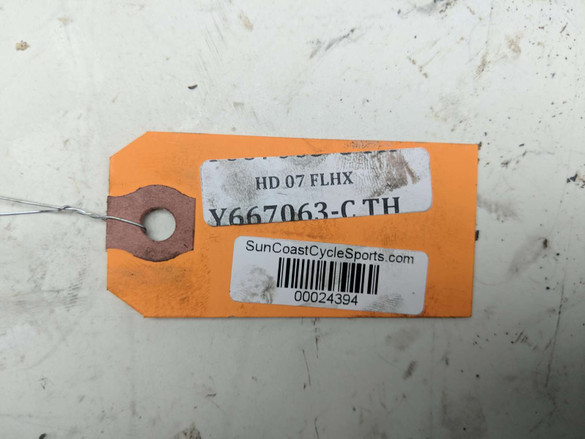 HD 07 FLHX
Y667063-C TH
SunCoastCycleSports.com
00024394